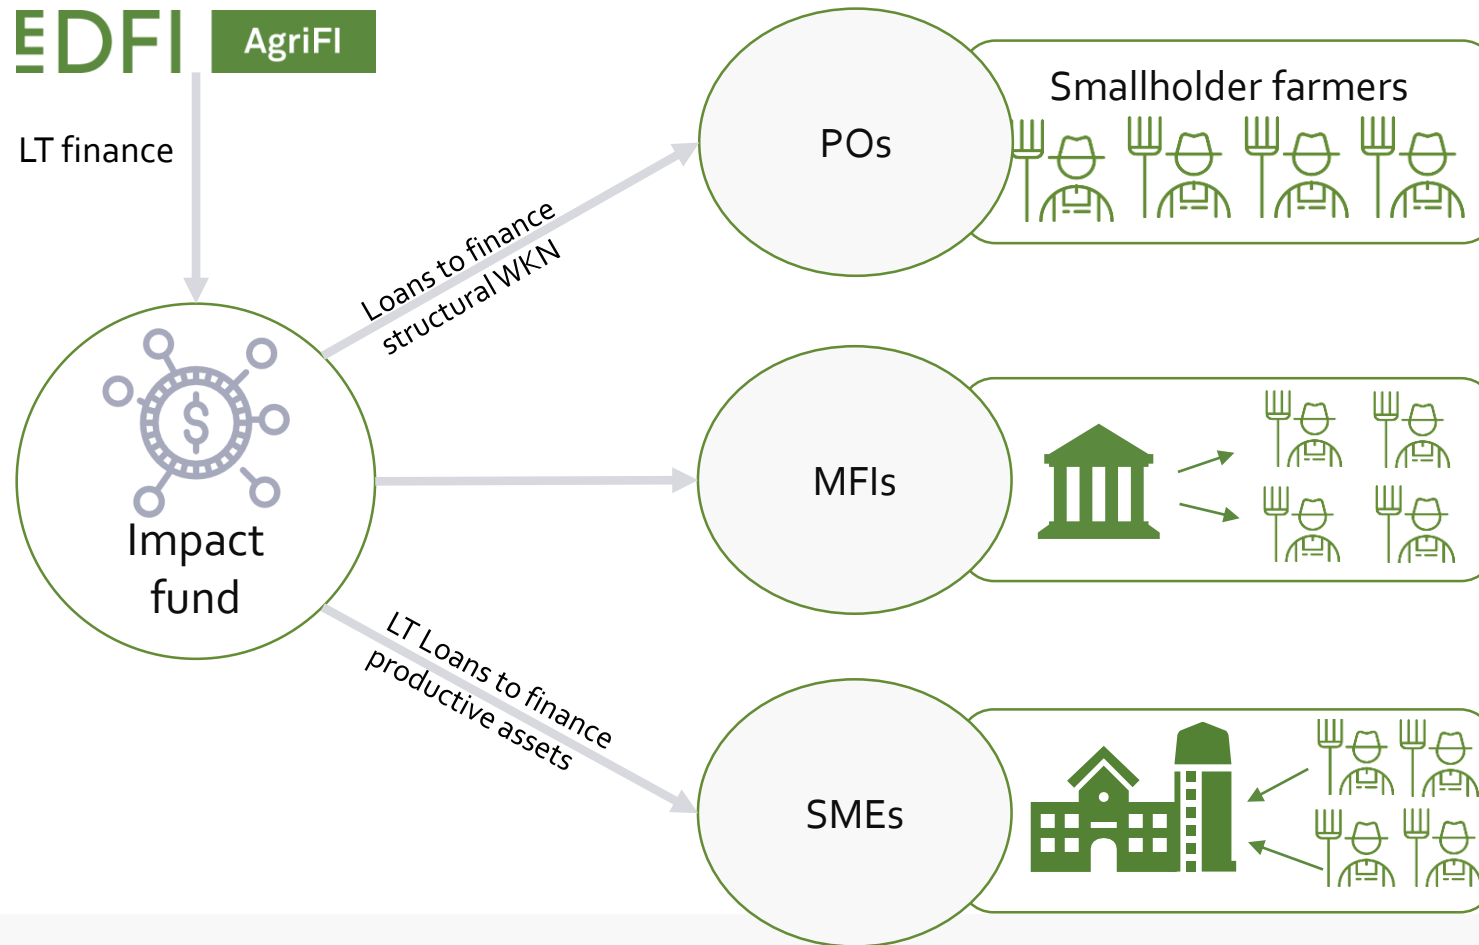 EDFI AgriFI
LT finance
Impact
fund
Loans to finance
structural WKN
LT Loans to finance
productive assets
POs
Smallholder farmers
MFIs
SMEs
$